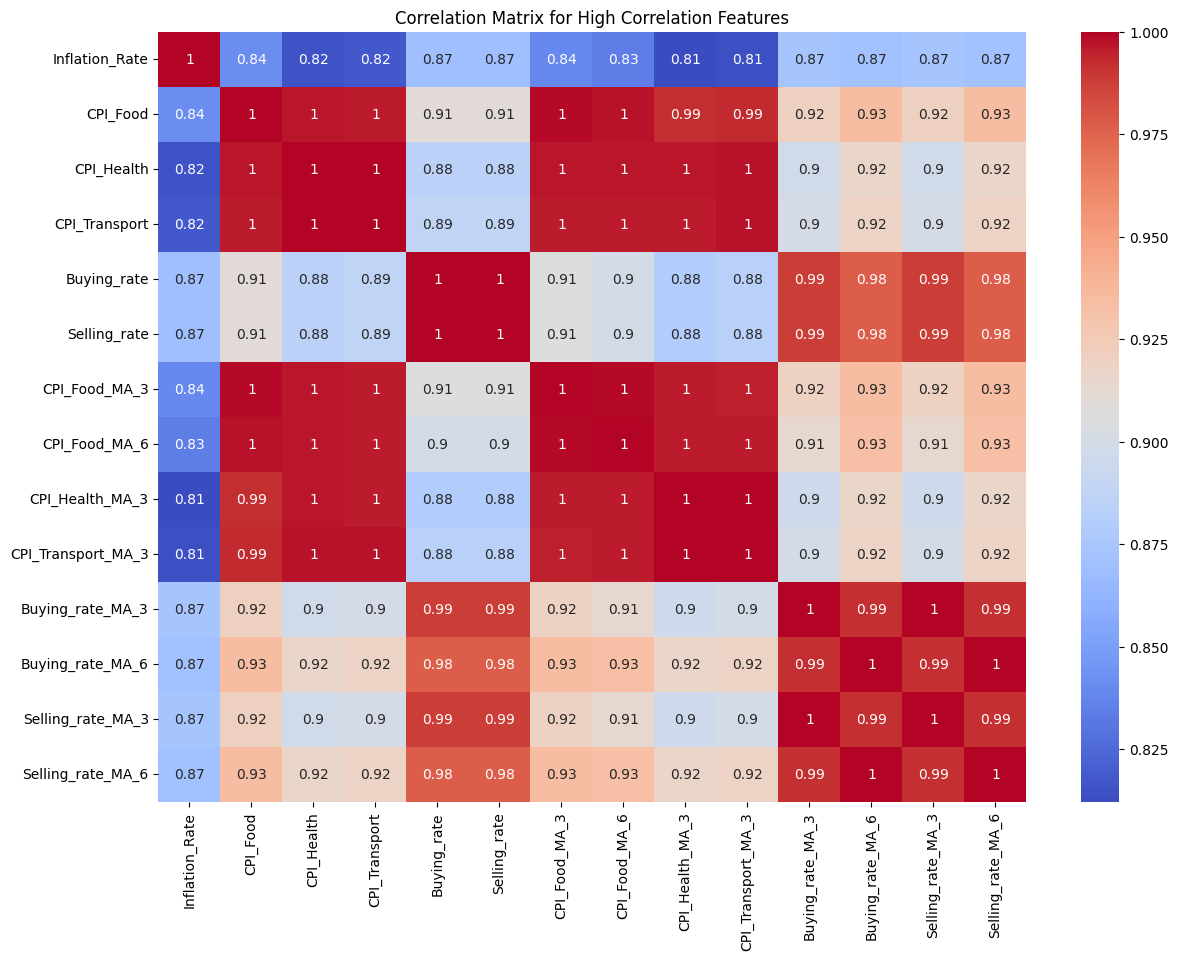 Correlation Matrix for High Correlation Features
Inflation_Rate 1 0.84 0.82 0.82 0.87 0.87 0.84 0.83 0.81 0.81 0.87 0.87 0.87 0.87
CPI_Food 0.84 1 1 1 0.91 0.91 1 1 0.99 0.99 0.92 0.93 0.92 0.93
CPI_Health 0.82 1 1 1 0.88 0.88 1 1 1 1 0.9 0.92 0.9 0.92
CPI_Transport 0.82 1 1 1 0.89 0.89 1 1 1 1 0.9 0.92 0.9 0.92
Buying_rate 0.87 0.91 0.88 0.89 1 1 0.91 0.9 0.88 0.88 0.99 0.98 0.99 0.98
Selling_rate 0.87 0.91 0.88 0.89 1 1 0.91 0.9 0.88 0.88 0.99 0.98 0.99 0.98
CPI_Food_MA_3 0.84 1 1 1 0.91 0.91 1 1 1 1 0.92 0.93 0.92 0.93
CPI_Food_MA_6 0.83 1 1 1 0.9 0.9 1 1 1 1 0.91 0.93 0.91 0.93
CPI_Health_MA_3 0.81 0.99 1 1 0.88 0.88 1 1 1 1 0.9 0.92 0.9 0.92
CPI_Transport_MA_3 0.81 0.99 1 1 0.88 0.88 1 1 1 1 0.9 0.92 0.9 0.92
Buying_rate_MA_3 0.87 0.92 0.9 0.9 0.99 0.99 0.92 0.91 0.9 0.9 1 0.99 1 0.99
Buying_rate_MA_6 0.87 0.93 0.92 0.92 0.98 0.98 0.93 0.93 0.92 0.92 0.99 1 0.99 1
Selling_rate_MA_3 0.87 0.92 0.9 0.9 0.99 0.99 0.92 0.91 0.9 0.9 1 0.99 1 0.99
Selling_rate_MA_6 0.87 0.93 0.92 0.92 0.98 0.98 0.93 0.93 0.92 0.92 0.99 1 0.99 1
Inflation_Rate
CPI_Food
CPI_Health
CPI_Transport
Buying_rate
Selling_rate
CPI_Food_MA_3
CPI_Food_MA_6
CPI_Health_MA_3
CPI_Transport_MA_3
Buying_rate_MA_3
Buying_rate_MA_6
Selling_rate_MA_3
Selling_rate_MA_6
1.000
0.975
0.950
0.925
0.900
0.875
0.850
0.825